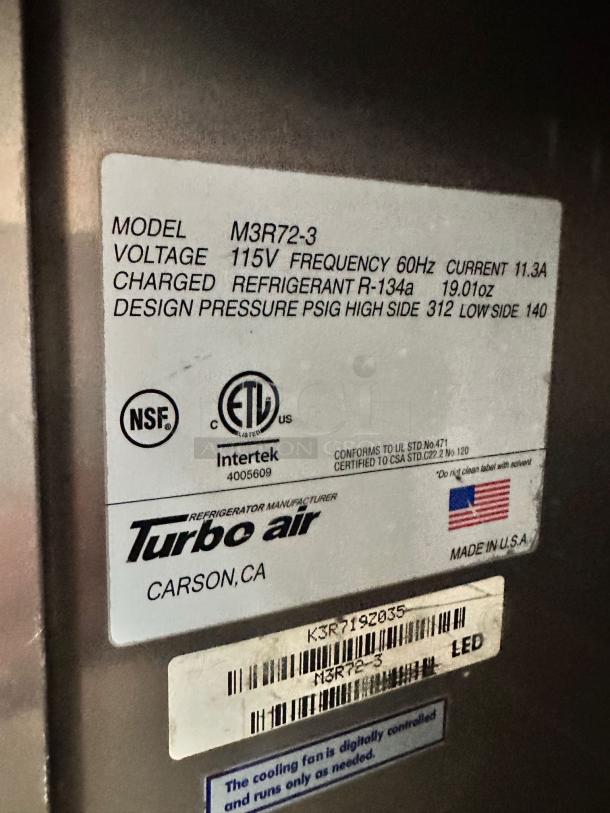 MODEL M3R72-3
VOLTAGE 115V FREQUENCY 60Hz CURRENT 11.3A
CHARGED REFRIGERANT R-134a 19.01oz
DESIGN PRESSURE PSIG HIGH SIDE 312 LOW SIDE 140
NSF®
C ETL US
LISTED
Intertek
4005609
CONFORMS TO UL STD.No.471
CERTIFIED TO CSA STD.C22.2 No.120
*Do not clean label with solvent
REFRIGERATOR MANUFACTURER
Turbo air
CARSON,CA
MADE IN U.S.A.
K3R719Z035
M3R72-3
LED
The cooling fan is digitally controlled
and runs only as needed.